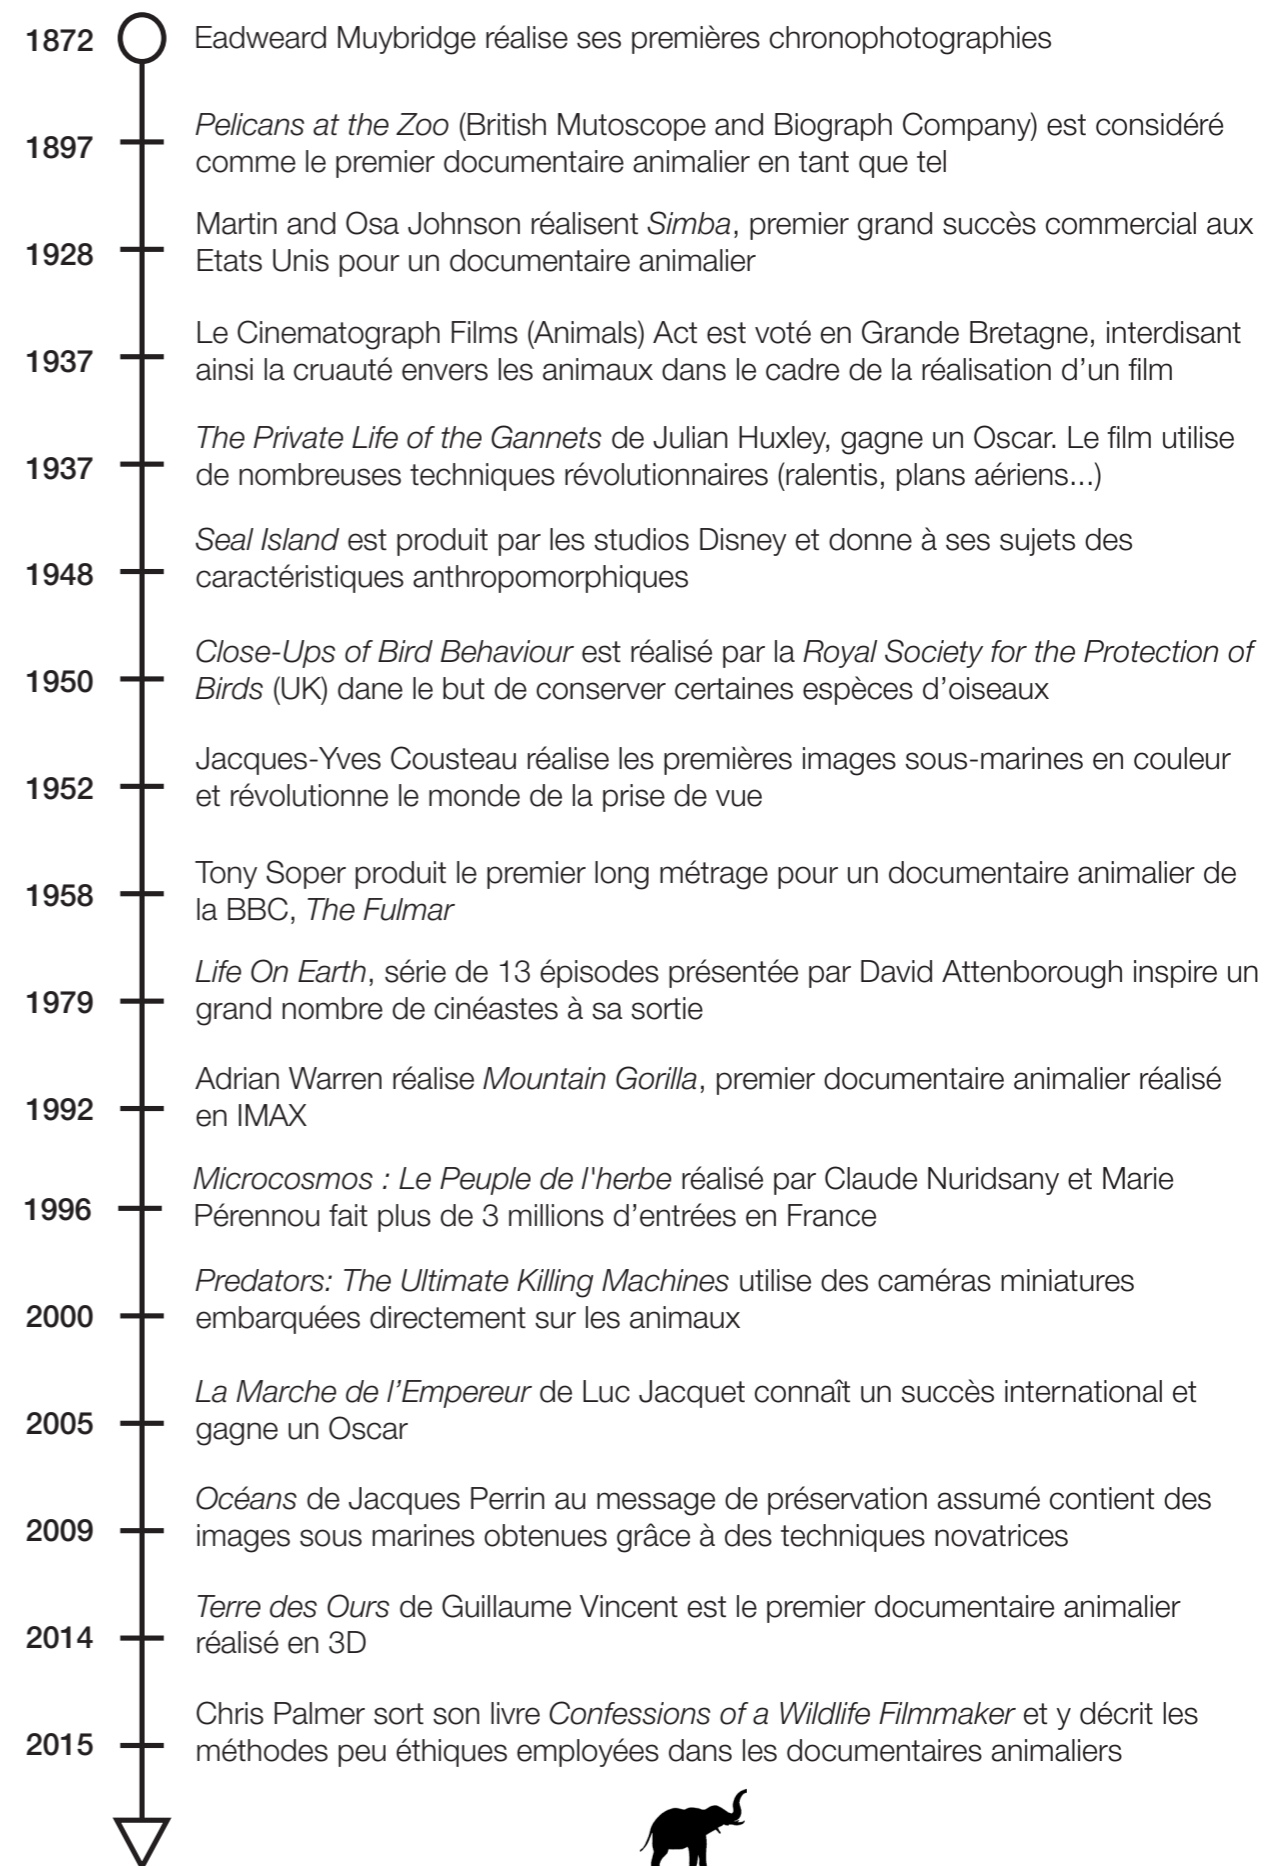 1872 Eadweard Muybridge réalise ses premières chronophotographies
1897
Pelicans at the Zoo (British Mutoscope and Biograph Company) est considéré
comme le premier documentaire animalier en tant que tel
1928
Martin and Osa Johnson réalisent Simba, premier grand succès commercial aux
Etats Unis pour un documentaire animalier
1937
Le Cinematograph Films (Animals) Act est voté en Grande Bretagne, interdisant
ainsi la cruauté envers les animaux dans le cadre de la réalisation d’un film
1937
The Private Life of the Gannets de Julian Huxley, gagne un Oscar. Le film utilise
de nombreuses techniques révolutionnaires (ralentis, plans aériens...)
1948
Seal Island est produit par les studios Disney et donne à ses sujets des
caractéristiques anthropomorphiques
1950
Close-Ups of Bird Behaviour est réalisé par la Royal Society for the Protection of
Birds (UK) dane le but de conserver certaines espèces d’oiseaux
1952
Jacques-Yves Cousteau réalise les premières images sous-marines en couleur
et révolutionne le monde de la prise de vue
1958
Tony Soper produit le premier long métrage pour un documentaire animalier de
la BBC, The Fulmar
1979
Life On Earth, série de 13 épisodes présentée par David Attenborough inspire un
grand nombre de cinéastes à sa sortie
1992
Adrian Warren réalise Mountain Gorilla, premier documentaire animalier réalisé
en IMAX
1996
Microcosmos : Le Peuple de l'herbe réalisé par Claude Nuridsany et Marie
Pérennou fait plus de 3 millions d’entrées en France
2000
Predators: The Ultimate Killing Machines utilise des caméras miniatures
embarquées directement sur les animaux
2005
La Marche de l’Empereur de Luc Jacquet connaît un succès international et
gagne un Oscar
2009
Océans de Jacques Perrin au message de préservation assumé contient des
images sous marines obtenues grâce à des techniques novatrices
2014
Terre des Ours de Guillaume Vincent est le premier documentaire animalier
réalisé en 3D
2015
Chris Palmer sort son livre Confessions of a Wildlife Filmmaker et y décrit les
méthodes peu éthiques employées dans les documentaires animaliers